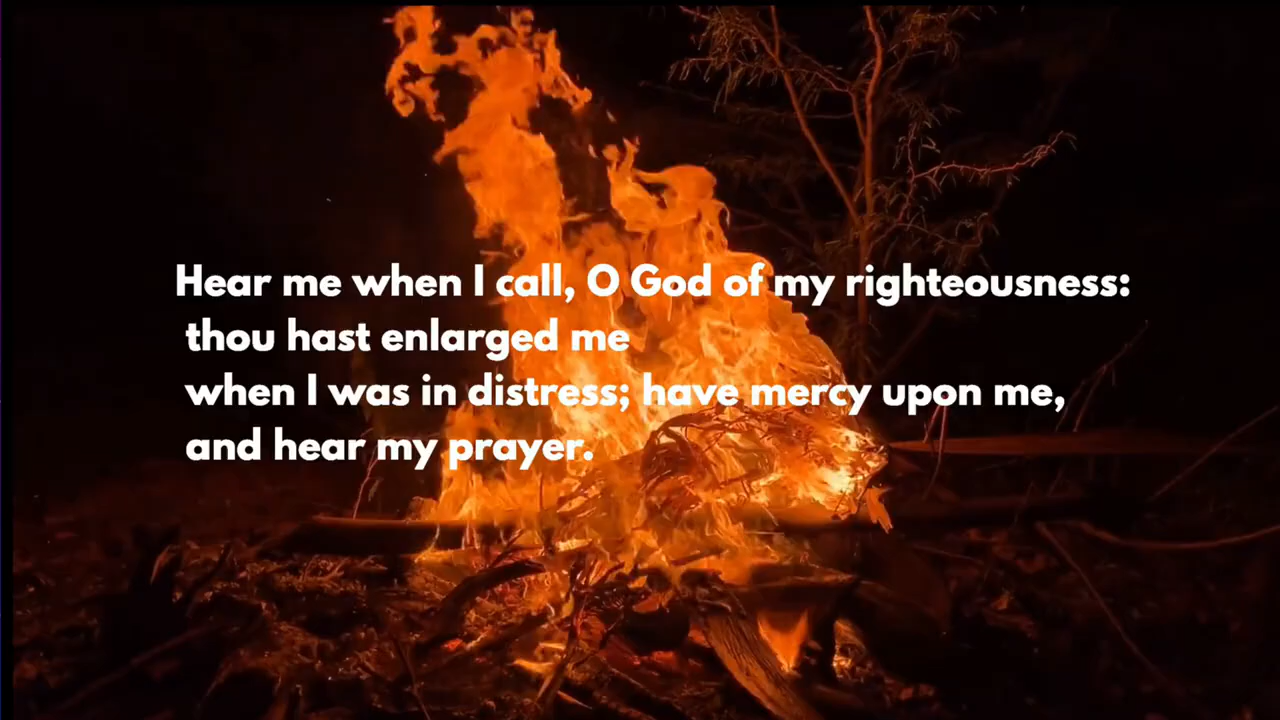 Hear me when I call, O God of my righteousness:
thou hast enlarged me
when I was in distress; have mercy upon me,
and hear my prayer.